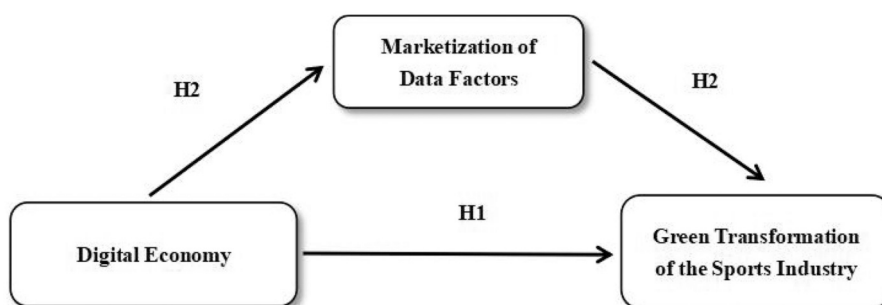 Marketization of
Data Factors
H2
H2
H1
Digital Economy
Green Transformation
of the Sports Industry